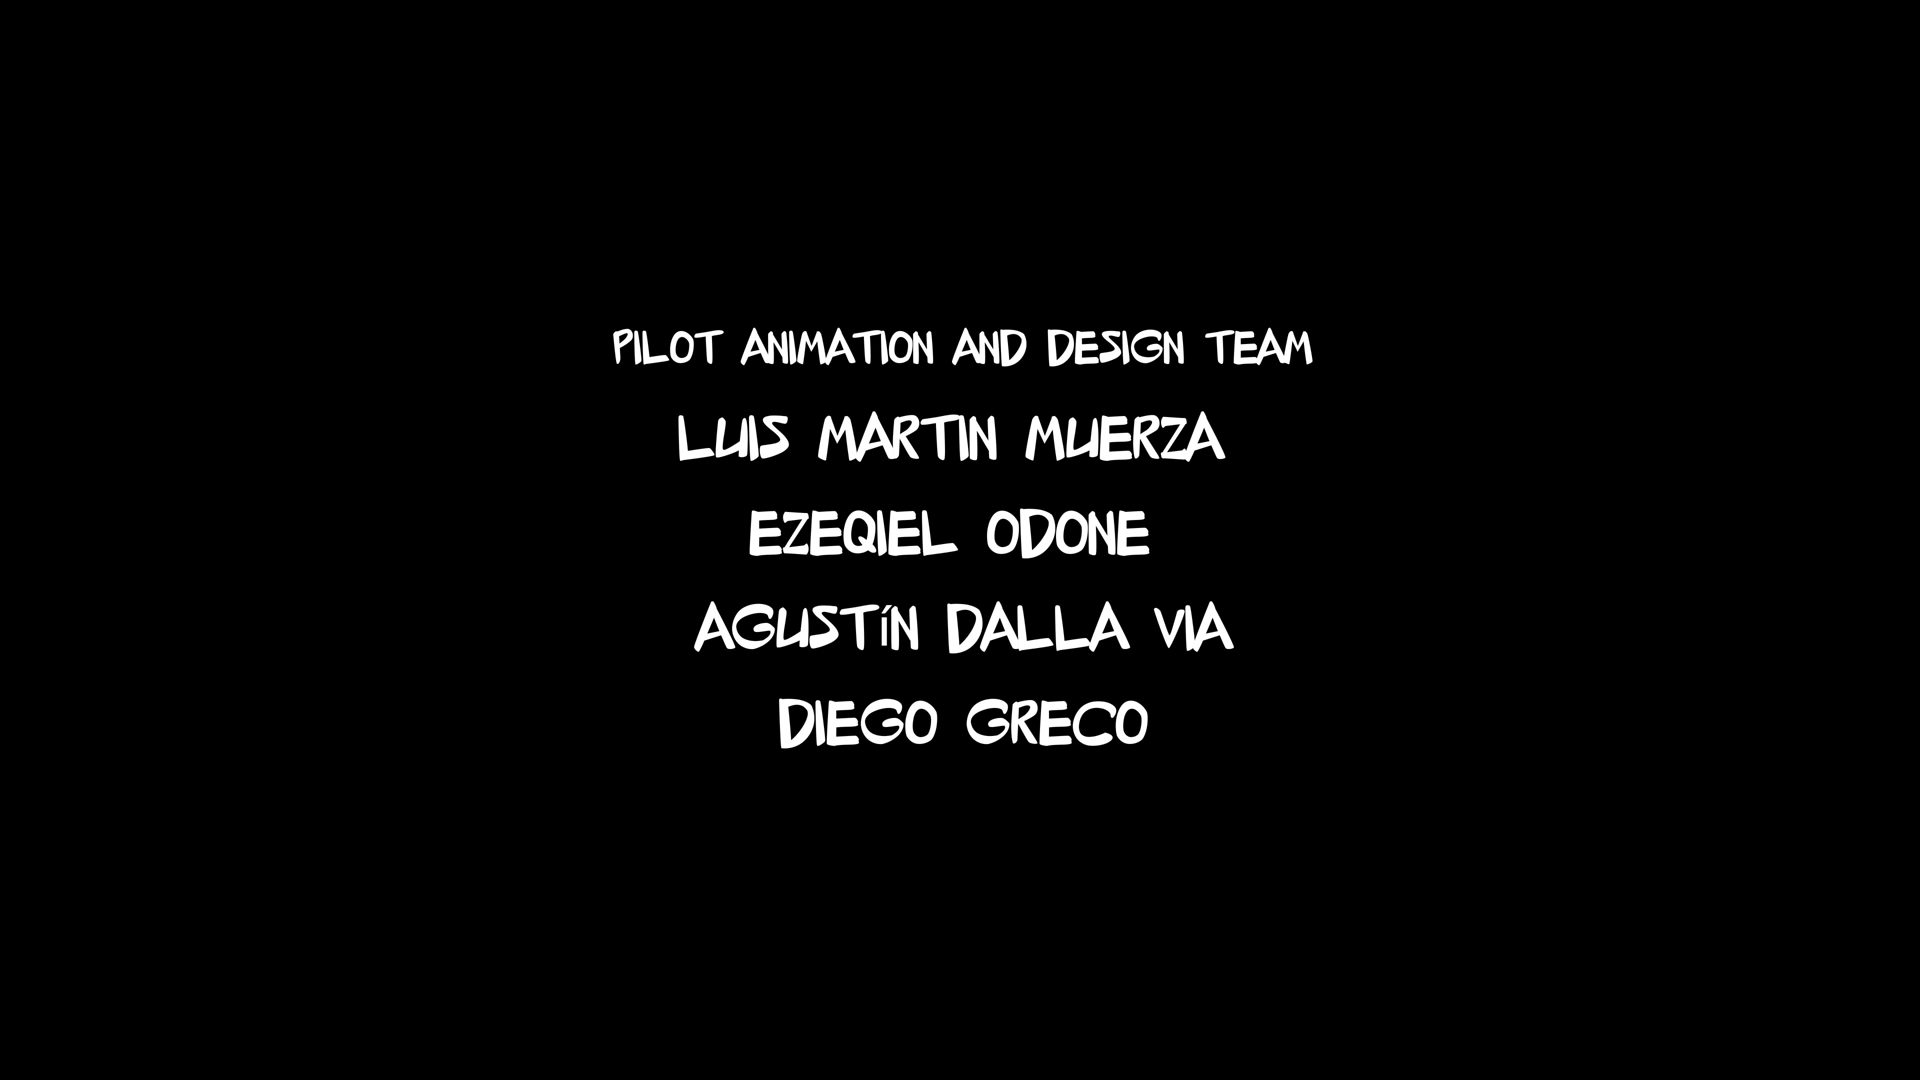 PILOT ANIMATION AND DESIGN TEAM
LUIS MARTIN MUERZA
EZEQIEL ODONE
AGUSTÍN DALLA VIA
DIEGO GRECO